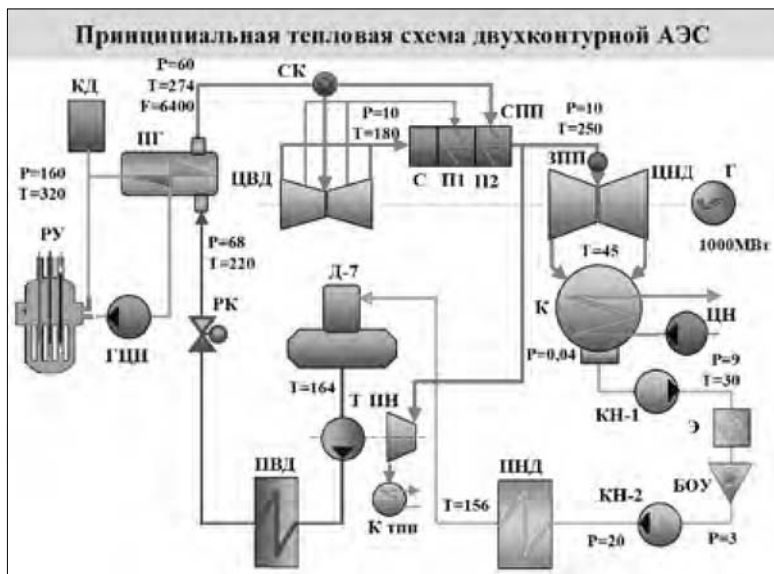 Принципиальная тепловая схема двухконтурной АЭС
P=60
T=274
F=6400
СК
КД
ПГ
P=10
T=180
СПП
P=10
T=250
ЗПП
P=160
T=320
ЦВД
С
П1
П2
ЦНД
Г
РУ
P=68
T=220
1000МВт
T=45
Д-7
РК
К
ЦН
ГЦН
P=0,04
P=9
T=30
T=164
КН-1
Т ПН
Э
ПВД
ПНД
КН-2
БОУ
T=156
К тпп
P=20
P=3